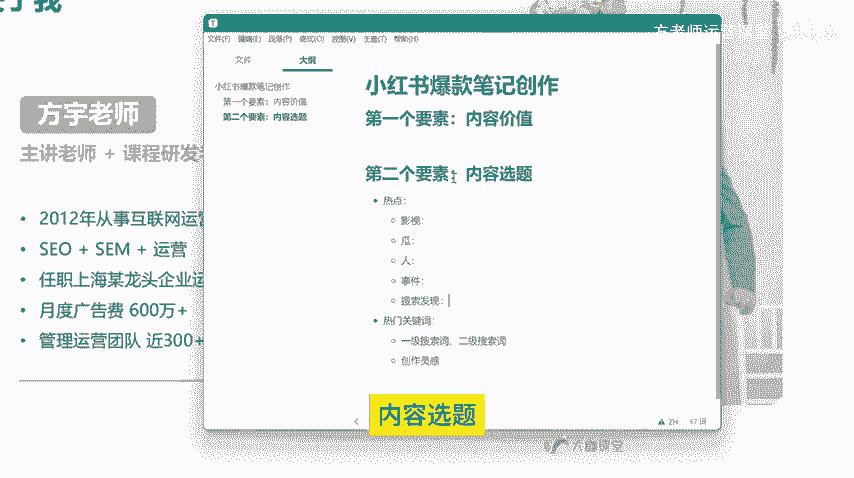 方宇老师
主讲老师 + 课程研发
2012年从事互联网运
SEO + SEM + 运营
任职上海某龙头企业运
月度广告费 600万+
管理运营团队 近300+
文件(F) 编辑(E) 段落(P) 格式(O) 视图(V) 主题(T) 帮助(H)
文件 大纲
小红书爆款笔记创作
第一个要素：内容价值
第二个要素：内容选题
小红书爆款笔记创作
第一个要素：内容价值
第二个要素：内容选题
热点：
影视：
瓜：
人：
事件：
搜索发现：
热门关键词：
一级搜索词、二级搜索词
创作灵感
内容选题
ZH 67 词
方老师运营